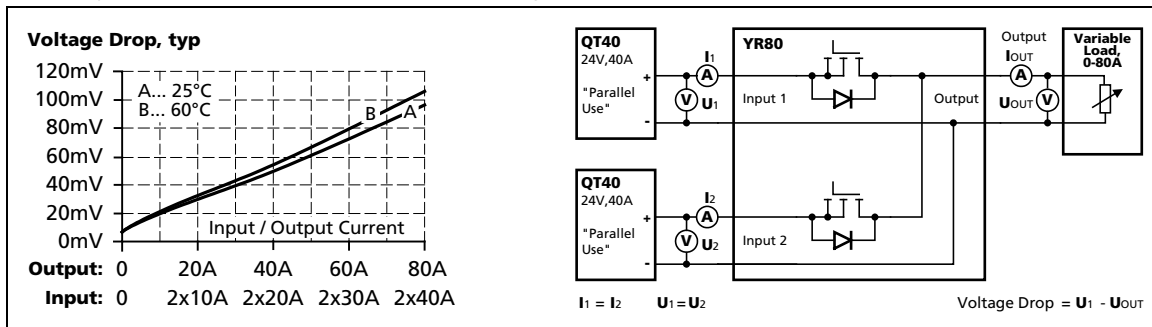 Voltage Drop, typ
120mV
100mV
80mV
60mV
40mV
20mV
0mV
A... 25°C
B... 60°C
B
A
Input / Output Current
Output: 0 20A 40A 60A 80A
Input: 0 2x10A 2x20A 2x30A 2x40A
QT40
24V,40A
"Parallel
Use"
+
-
I1
A
V U1
YR80
Input 1
Output
Output
IOUT
A
UOUT V
Variable
Load,
0-80A
QT40
24V,40A
"Parallel
Use"
+
-
I2
A
V U2
Input 2
I1 = I2 U1=U2
Voltage Drop = U1 - UOUT